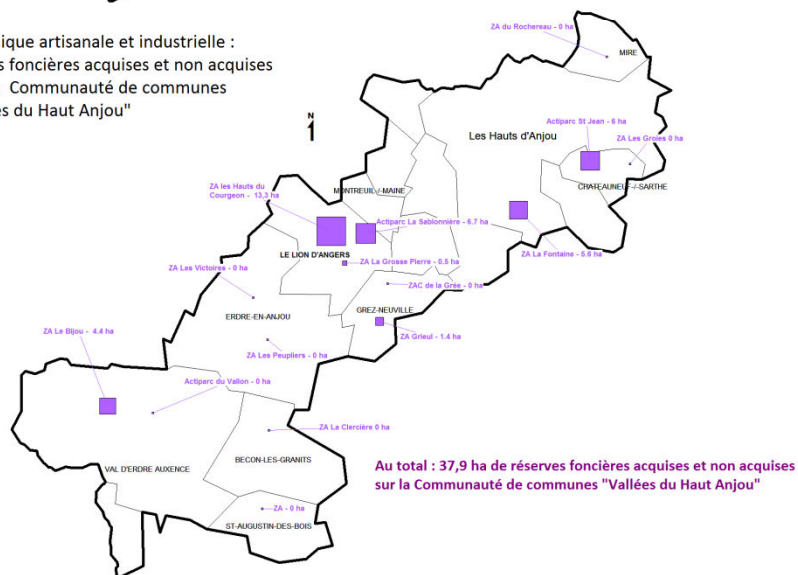 ique artisanale et industrielle :
s foncières acquises et non acquises
Communauté de communes
es du Haut Anjou"
N
1
ZA du Rochereau - 0 ha
MIRE
Les Hauts d'Anjou
Actiparc St Jean - 6 ha
ZA Les Groies 0 ha
CHATEAUNEUF-/-SARTHE
ZA les Hauts du
Courgeon - 13,3 ha
MONTREUIL-/-MAINE
Actiparc La Sablonnière - 6.7 ha
LE LION D'ANGERS
ZA La Grosse Pierre - 0.5 ha
ZA La Fontaine - 5.6 ha
ZA Les Victoires - 0 ha
ZAC de la Grée - 0 ha
ERDRE-EN-ANJOU
GREZ-NEUVILLE
ZA Le Bijou - 4.4 ha
ZA Grieul - 1.4 ha
ZA Les Peupliers - 0 ha
Actiparc du Vallon - 0 ha
ZA La Clercière 0 ha
BECON-LES-GRANITS
VAL D'ERDRE AUXENCE
Au total : 37,9 ha de réserves foncières acquises et non acquises
sur la Communauté de communes "Vallées du Haut Anjou"
ZA - 0 ha
ST-AUGUSTIN-DES-BOIS